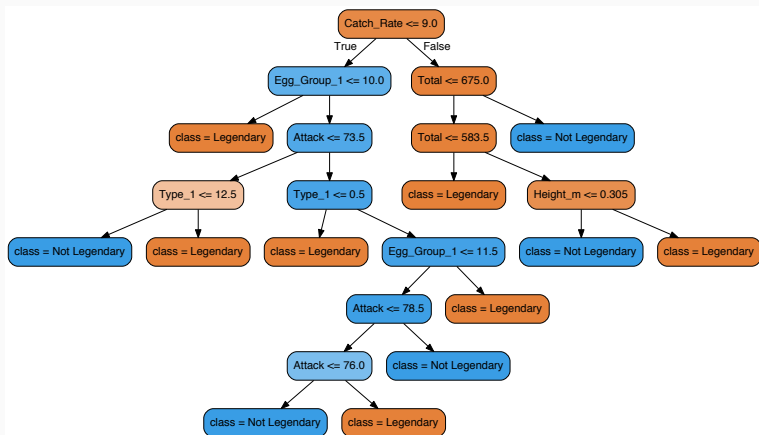 Catch_Rate <= 9.0
True
False
Egg_Group_1 <= 10.0
Total <= 675.0
class = Legendary
Attack <= 73.5
Total <= 583.5
class = Not Legendary
Type_1 <= 12.5
Type_1 <= 0.5
class = Legendary
Height_m <= 0.305
class = Not Legendary
class = Legendary
class = Legendary
Egg_Group_1 <= 11.5
class = Not Legendary
class = Legendary
Attack <= 78.5
class = Legendary
Attack <= 76.0
class = Not Legendary
class = Not Legendary
class = Legendary